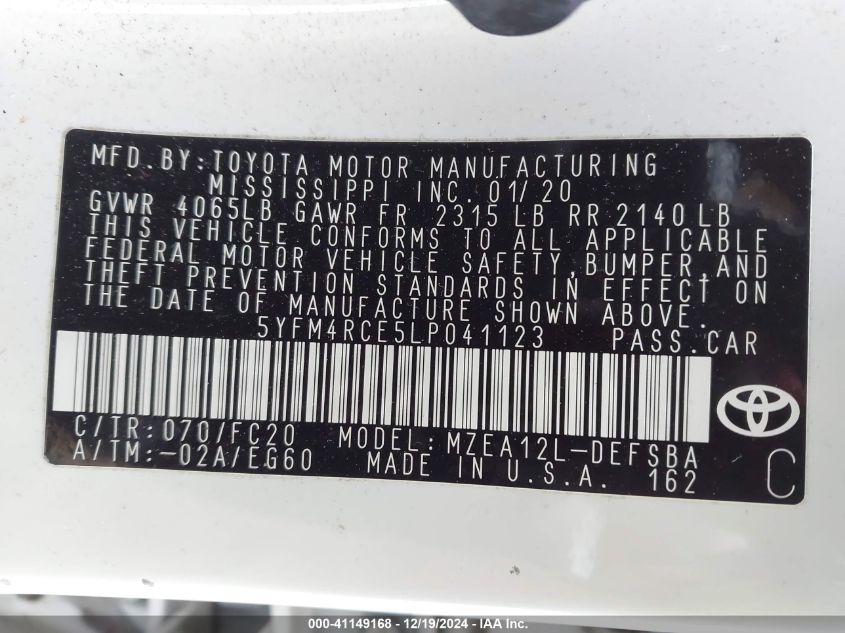 MFD.BY:TOYOTA MOTOR MANUFACTURING
MISSISSIPPI INC. 01/20
GVWR 4065LB GAWR FR 2315 LB RR 2140 LB
THIS VEHICLE CONFORMS TO ALL APPLICABLE
FEDERAL MOTOR VEHICLE SAFETY,BUMPER,AND
THEFT PREVENTION STANDARDS IN EFFECT ON
THE DATE OF MANUFACTURE SHOWN ABOVE.
5YFM4RCE5LP041123 PASS.CAR
C/TR:070/FC20 MODEL:MZEA12L-DEFSBA
A/TM:-02A/EG60 MADE IN U.S.A. 162
C
000-41149168 - 12/19/2024 - IAA Inc.